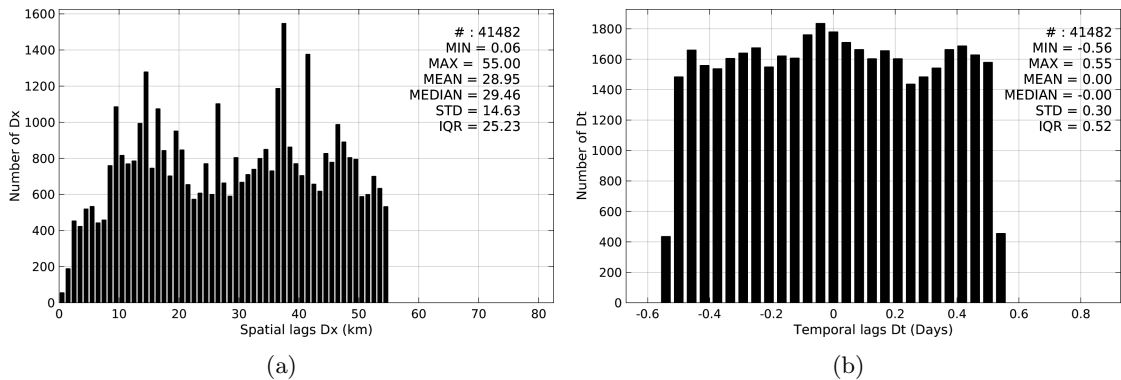 1600
1400
1200
1000
800
600
400
200
0
Number of Dx
# : 41482
MIN = 0.06
MAX = 55.00
MEAN = 28.95
MEDIAN = 29.46
STD = 14.63
IQR = 25.23
0 10 20 30 40 50 60 70 80
Spatial lags Dx (km)
(a)
1800
1600
1400
1200
1000
800
600
400
200
0
Number of Dt
# : 41482
MIN = -0.56
MAX = 0.55
MEAN = 0.00
MEDIAN = -0.00
STD = 0.30
IQR = 0.52
-0.6 -0.4 -0.2 0 0.2 0.4 0.6 0.8
Temporal lags Dt (Days)
(b)